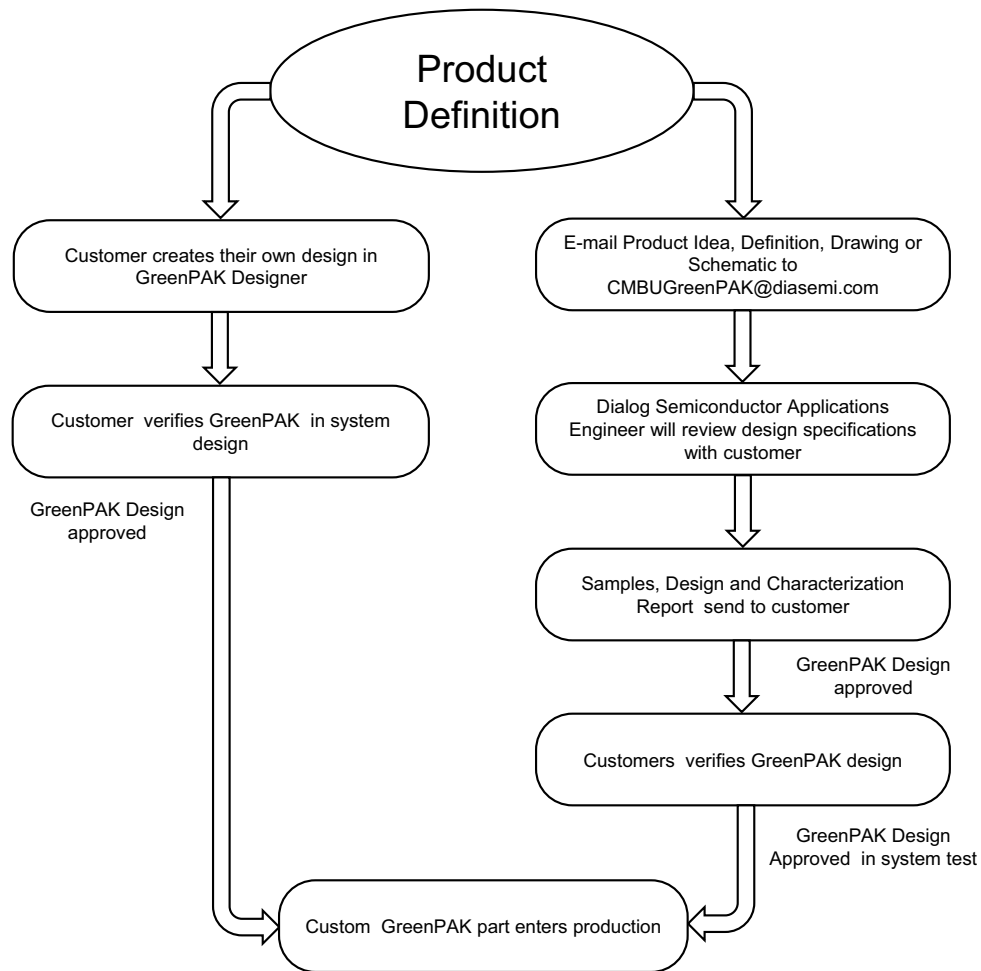 Product
Definition
Customer creates their own design in
GreenPAK Designer
E-mail Product Idea, Definition, Drawing or
Schematic to
CMBUGreenPAK@diasemi.com
Customer verifies GreenPAK in system
design
Dialog Semiconductor Applications
Engineer will review design specifications
with customer
GreenPAK Design
approved
Samples, Design and Characterization
Report send to customer
GreenPAK Design
approved
Customers verifies GreenPAK design
GreenPAK Design
Approved in system test
Custom GreenPAK part enters production